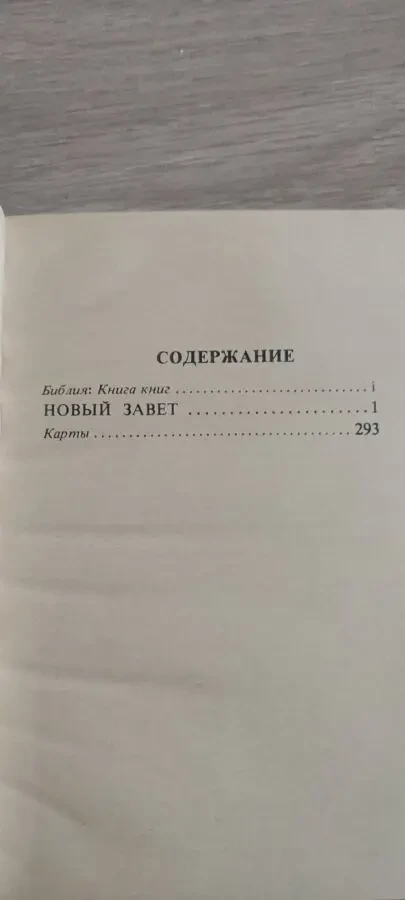 СОДЕРЖАНИЕ
Библия: Книга книг ............................ i
НОВЫЙ ЗАВЕТ ...................... 1
Карты .................................... 293